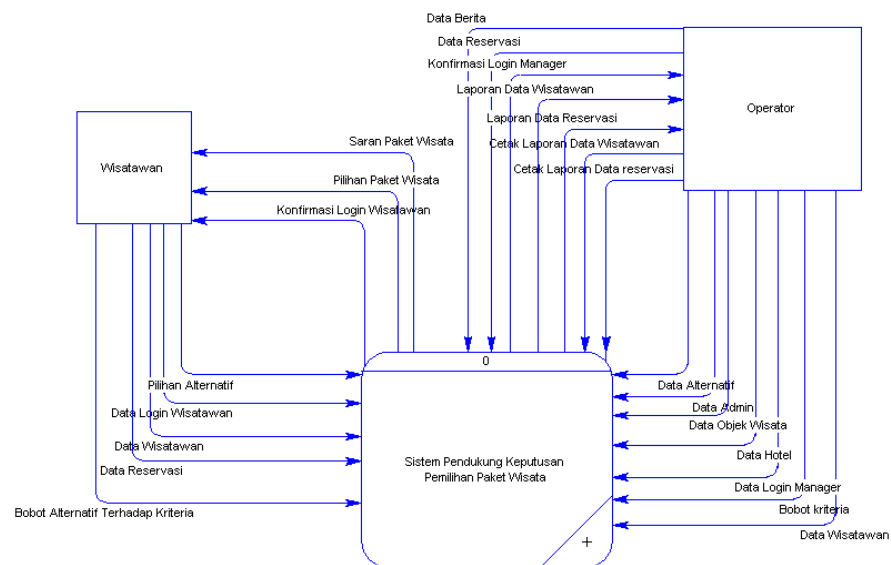 Data Berita
Data Reservasi
Konfirmasi Login Manager
Laporan Data Wisatawan
Operator
Laporan Data Reservasi
Cetak Laporan Data Wisatawan
Cetak Laporan Data reservasi
Wisatawan
Saran Paket Wisata
Pilihan Paket Wisata
Konfirmasi Login Wisatawan
0
Pilihan Alternatif
Data Login Wisatawan
Data Wisatawan
Data Reservasi
Bobot Alternatif Terhadap Kriteria
Sistem Pendukung Keputusan
Pemilihan Paket Wisata
+
Data Alternatif
Data Admin
Data Objek Wisata
Data Hotel
Data Login Manager
Bobot kriteria
Data Wisatawan